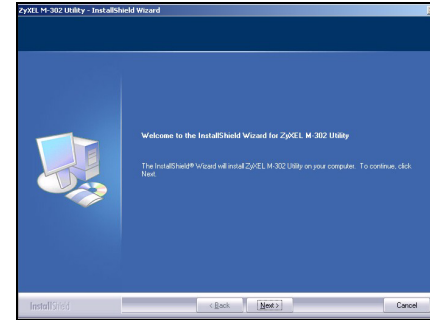 ZyXEL M-302 Utility - InstallShield Wizard
Welcome to the InstallShield Wizard for ZyXEL M-302 Utility
The InstallShield® Wizard will install ZyXEL M-302 Utility on your computer. To continue, click
Next.
InstallShield
< Back
Next >
Cancel